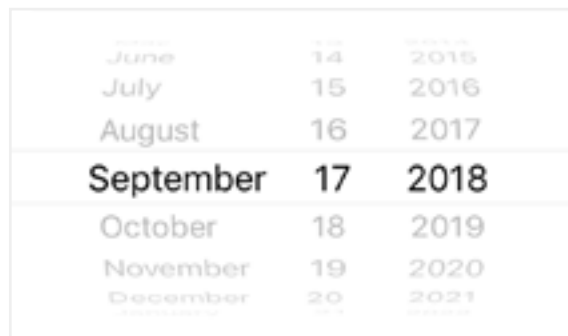 June 14 2015
July 15 2016
August 16 2017
September 17 2018
October 18 2019
November 19 2020
December 20 2021